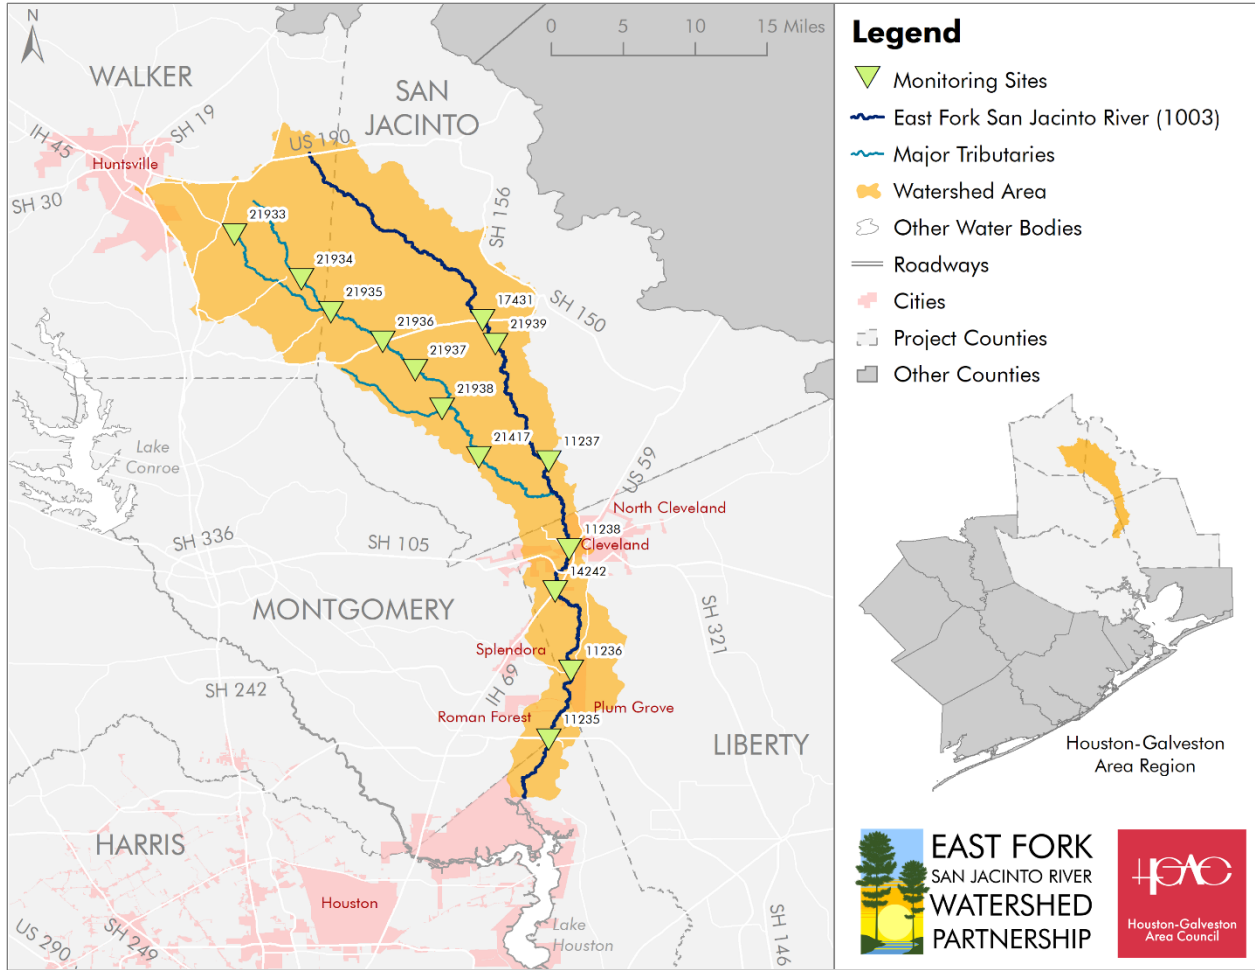 N
0 5 10 15 Miles
WALKER
SAN
JACINTO
SH 19
IH 45
US 190
Huntsville
SH 30
SH 156
21933
21934
21935
17431
SH 150
21936
21939
21937
21938
21417
11237
US 59
Lake
Conroe
North Cleveland
11238
SH 336
SH 105
Cleveland
14242
MONTGOMERY
SH 321
Splendora
11236
IH 69
SH 242
Plum Grove
Roman Forest
11235
LIBERTY
HARRIS
Houston
Lake
Houston
US 290
SH 249
SH 146
Legend
Monitoring Sites
East Fork San Jacinto River (1003)
Major Tributaries
Watershed Area
Other Water Bodies
Roadways
Cities
Project Counties
Other Counties
Houston-Galveston
Area Region
EAST FORK
SAN JACINTO RIVER
WATERSHED
PARTNERSHIP
HGAC
Houston-Galveston
Area Council